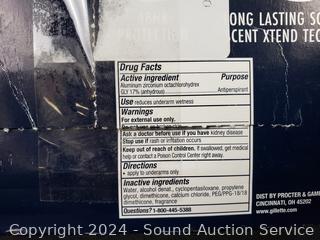 ONG LASTING SC
CENT XTEND TEC
Drug Facts
Active ingredient Purpose
Aluminum zirconium octachlorohydrex
GLY 17% (anhydrous) Antiperspirant
Use reduces underarm wetness
Warnings
For external use only.
Ask a doctor before use if you have kidney disease
Stop use if rash or irritation occurs
Keep out of reach of children. If swallowed, get medical
help or contact a Poison Control Center right away.
Directions
• apply to underarms only
Inactive ingredients
Water, alcohol denat., cyclopentasiloxane, propylene
glycol, dimethicone, calcium chloride, PEG/PPG-18/18
dimethicone, fragrance
Questions? 1-800-445-5388
DIST BY PROCTER & GAMB
CINCINNATI, OH 45202
www.gillette.com
Copyright 2024 - Sound Auction Service